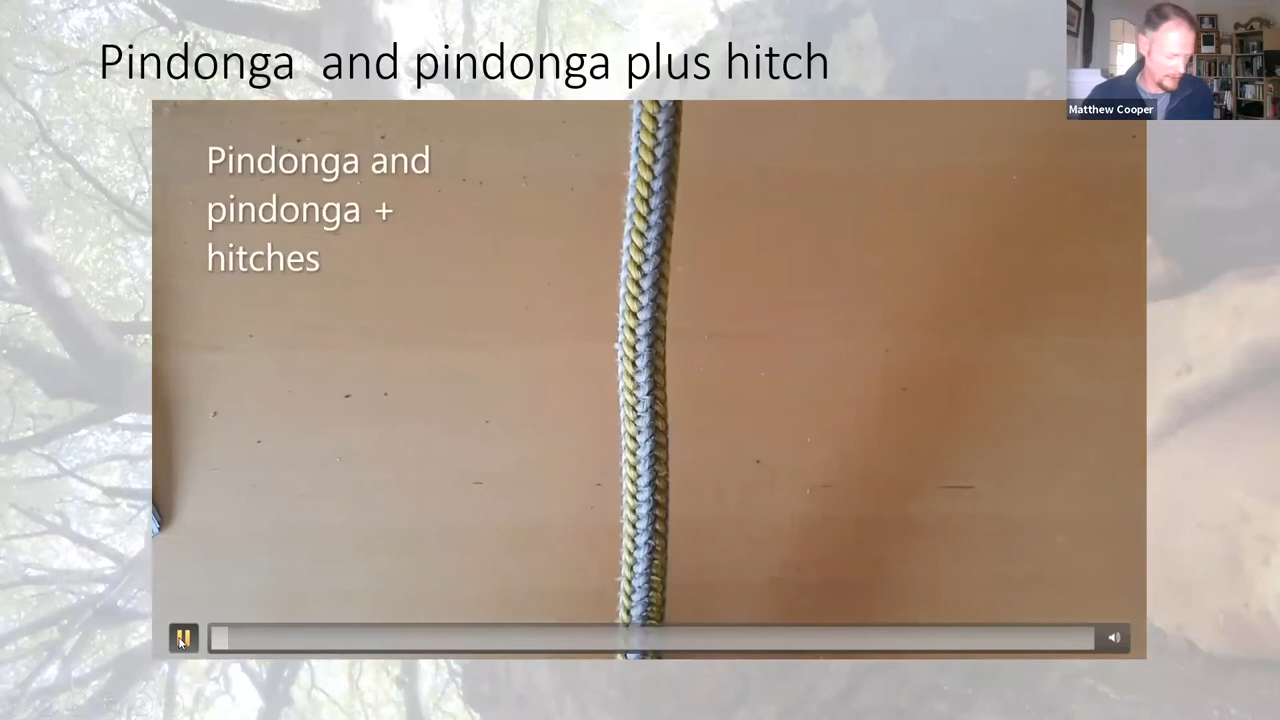 Pindonga and pindonga plus hitch
Matthew Cooper
Pindonga and
pindonga +
hitches